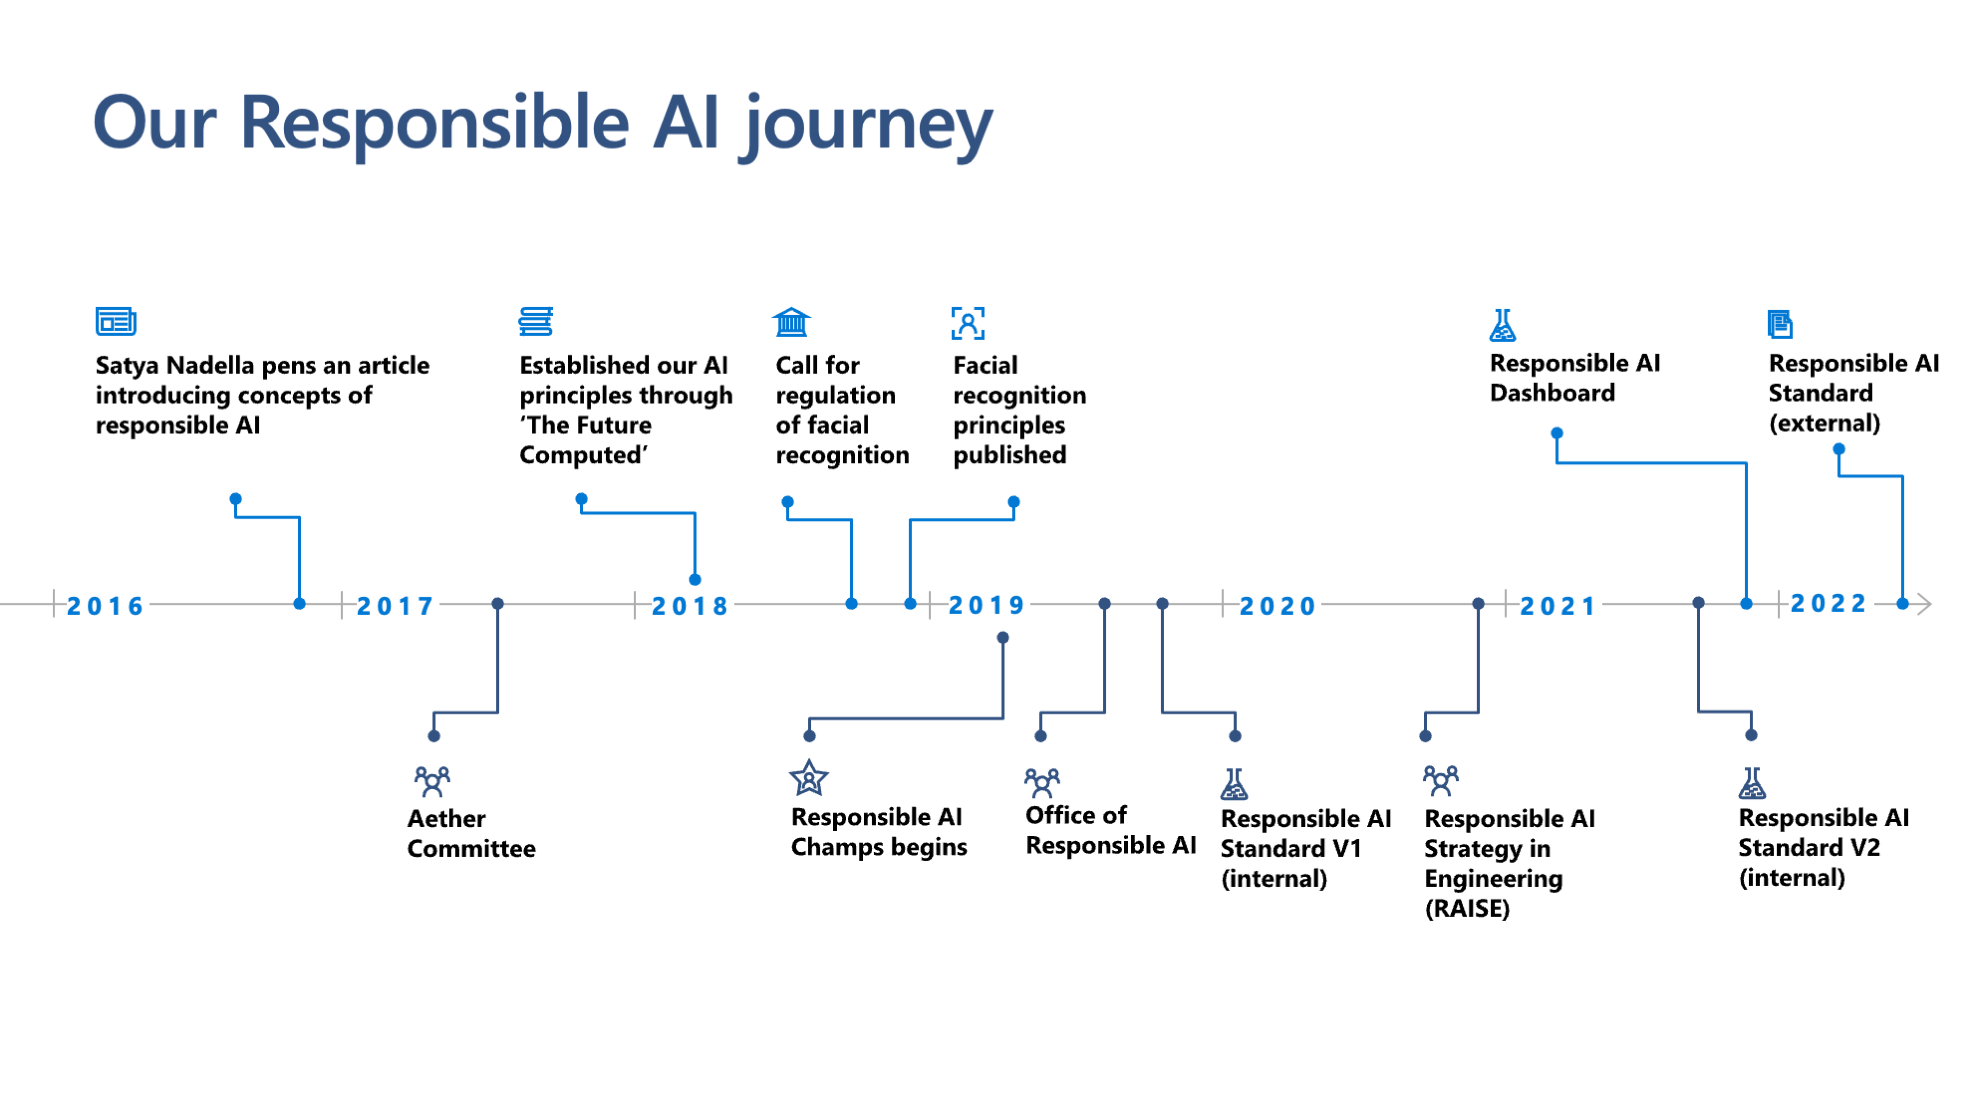 Our Responsible AI journey
Satya Nadella pens an article
introducing concepts of
responsible AI
Established our AI
principles through
‘The Future
Computed’
Call for
regulation
of facial
recognition
Facial
recognition
principles
published
Responsible AI
Dashboard
Responsible AI
Standard
(external)
2016
2017
2018
2019
2020
2021
2022
Aether
Committee
Responsible AI
Champs begins
Office of
Responsible AI
Responsible AI
Standard V1
(internal)
Responsible AI
Strategy in
Engineering
(RAISE)
Responsible AI
Standard V2
(internal)